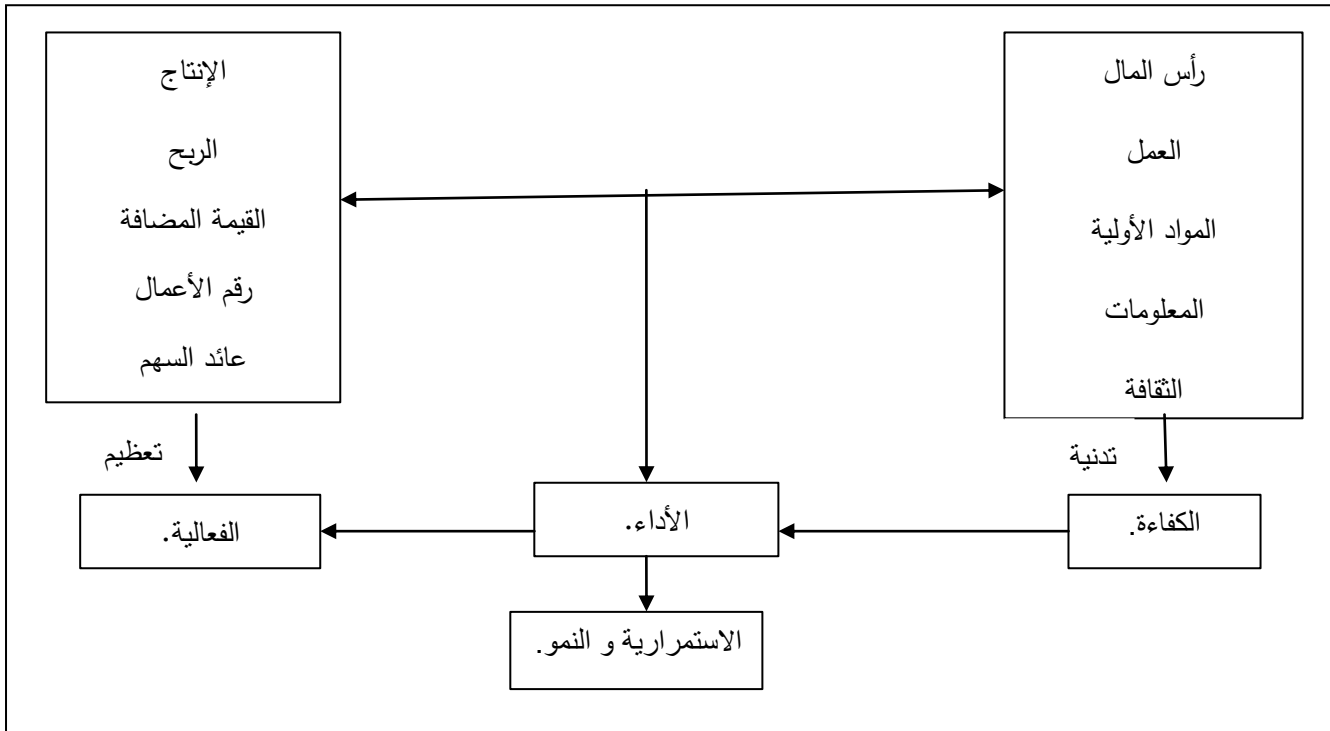 رأس المال
العمل
المواد الأولية
المعلومات
الثقافة
الإنتاج
الربح
القيمة المضافة
رقم الأعمال
عائد السهم
تدنية
تعظيم
الكفاءة.
الأداء.
الفعالية.
الاستمرارية و النمو.